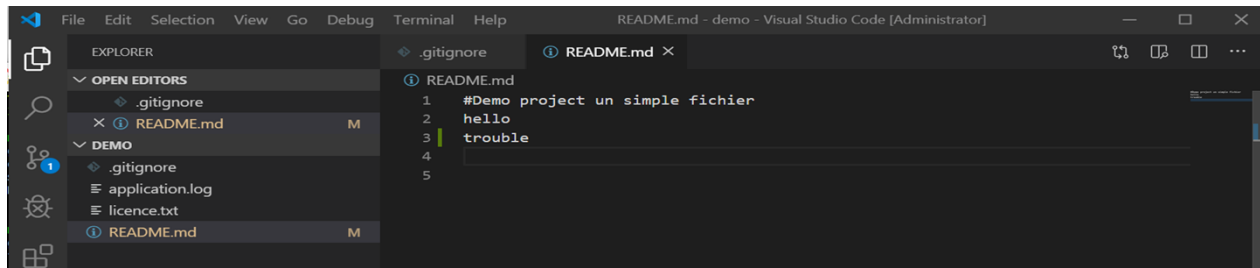 File Edit Selection View Go Debug Terminal Help README.md - demo - Visual Studio Code [Administrator]
EXPLORER
OPEN EDITORS
.gitignore
README.md M
1
DEMO
.gitignore
application.log
licence.txt
README.md M
.gitignore README.md
README.md
1 #Demo project un simple fichier
2 hello
3 trouble
4
5